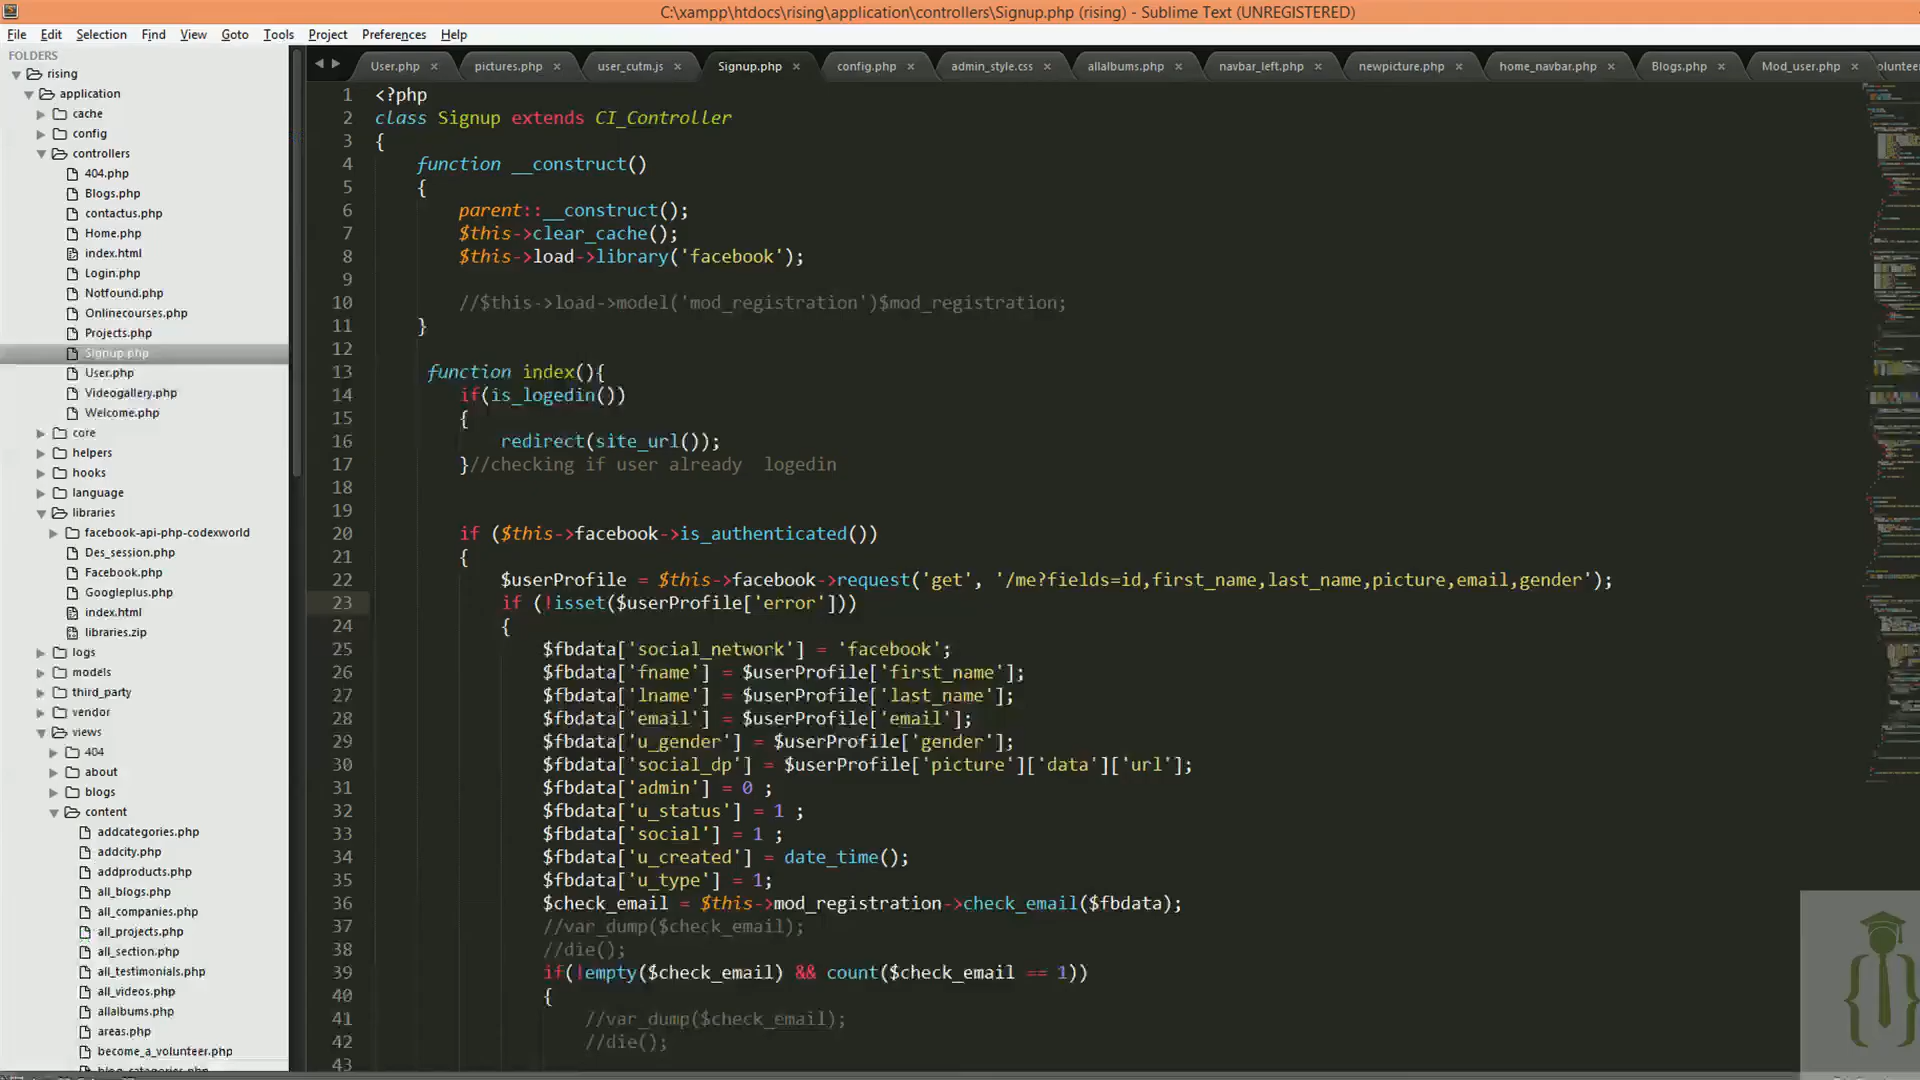 C:\xampp\htdocs\rising\application\controllers\Signup.php (rising) - Sublime Text (UNREGISTERED)
File Edit Selection Find View Goto Tools Project Preferences Help
FOLDERS
rising
application
cache
config
controllers
404.php
Blogs.php
contactus.php
Home.php
index.html
Login.php
Notfound.php
Onlinecourses.php
Projects.php
Signup.php
User.php
Videogallery.php
Welcome.php
core
helpers
hooks
language
libraries
facebook-api-php-codexworld
Des_session.php
Facebook.php
Googleplus.php
index.html
libraries.zip
logs
models
third_party
vendor
views
404
about
blogs
content
addcategories.php
addcity.php
addproducts.php
all_blogs.php
all_companies.php
all_projects.php
all_section.php
all_testimonials.php
all_videos.php
allalbums.php
areas.php
become_a_volunteer.php
User.php pictures.php user_cutm.js Signup.php config.php admin_style.css allalbums.php navbar_left.php newpicture.php home_navbar.php Blogs.php Mod_user.php
1 <?php
2 class Signup extends CI_Controller
3 {
4 function __construct()
5 {
6 parent::__construct();
7 $this->clear_cache();
8 $this->load->library('facebook');
9
10 //$this->load->model('mod_registration')$mod_registration;
11 }
12
13 function index(){
14 if(is_logedin())
15 {
16 redirect(site_url());
17 }//checking if user already  logedin
18
19
20 if ($this->facebook->is_authenticated())
21 {
22 $userProfile = $this->facebook->request('get', '/me?fields=id,first_name,last_name,picture,email,gender');
23 if (!isset($userProfile['error']))
24 {
25 $fbdata['social_network'] = 'facebook';
26 $fbdata['fname'] = $userProfile['first_name'];
27 $fbdata['lname'] = $userProfile['last_name'];
28 $fbdata['email'] = $userProfile['email'];
29 $fbdata['u_gender'] = $userProfile['gender'];
30 $fbdata['social_dp'] = $userProfile['picture']['data']['url'];
31 $fbdata['admin'] = 0 ;
32 $fbdata['u_status'] = 1 ;
33 $fbdata['social'] = 1 ;
34 $fbdata['u_created'] = date_time();
35 $fbdata['u_type'] = 1;
36 $check_email = $this->mod_registration->check_email($fbdata);
37 //var_dump($check_email);
38 //die();
39 if(!empty($check_email) && count($check_email == 1))
40 {
41 //var_dump($check_email);
42 //die();
43